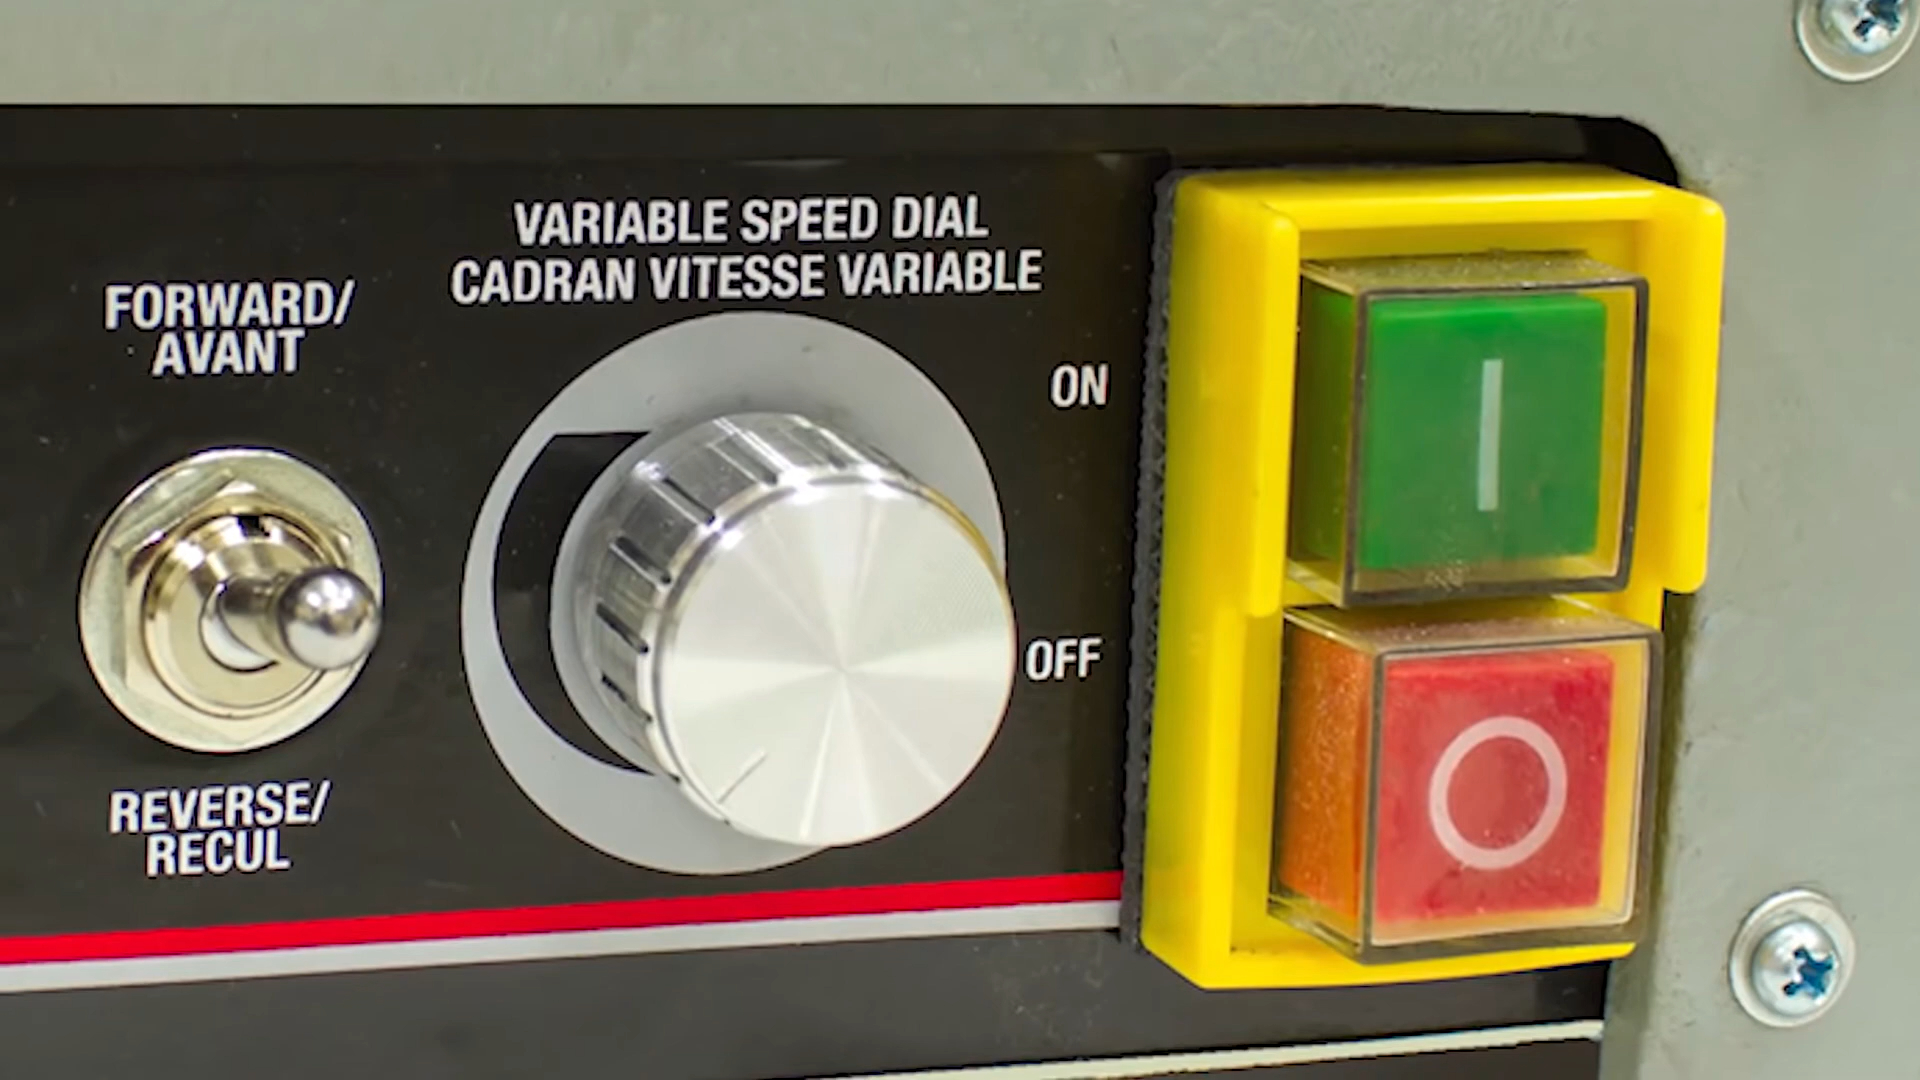 FORWARD/
AVANT
REVERSE/
RECUL
VARIABLE SPEED DIAL
CADRAN VITESSE VARIABLE
ON
OFF
I
O